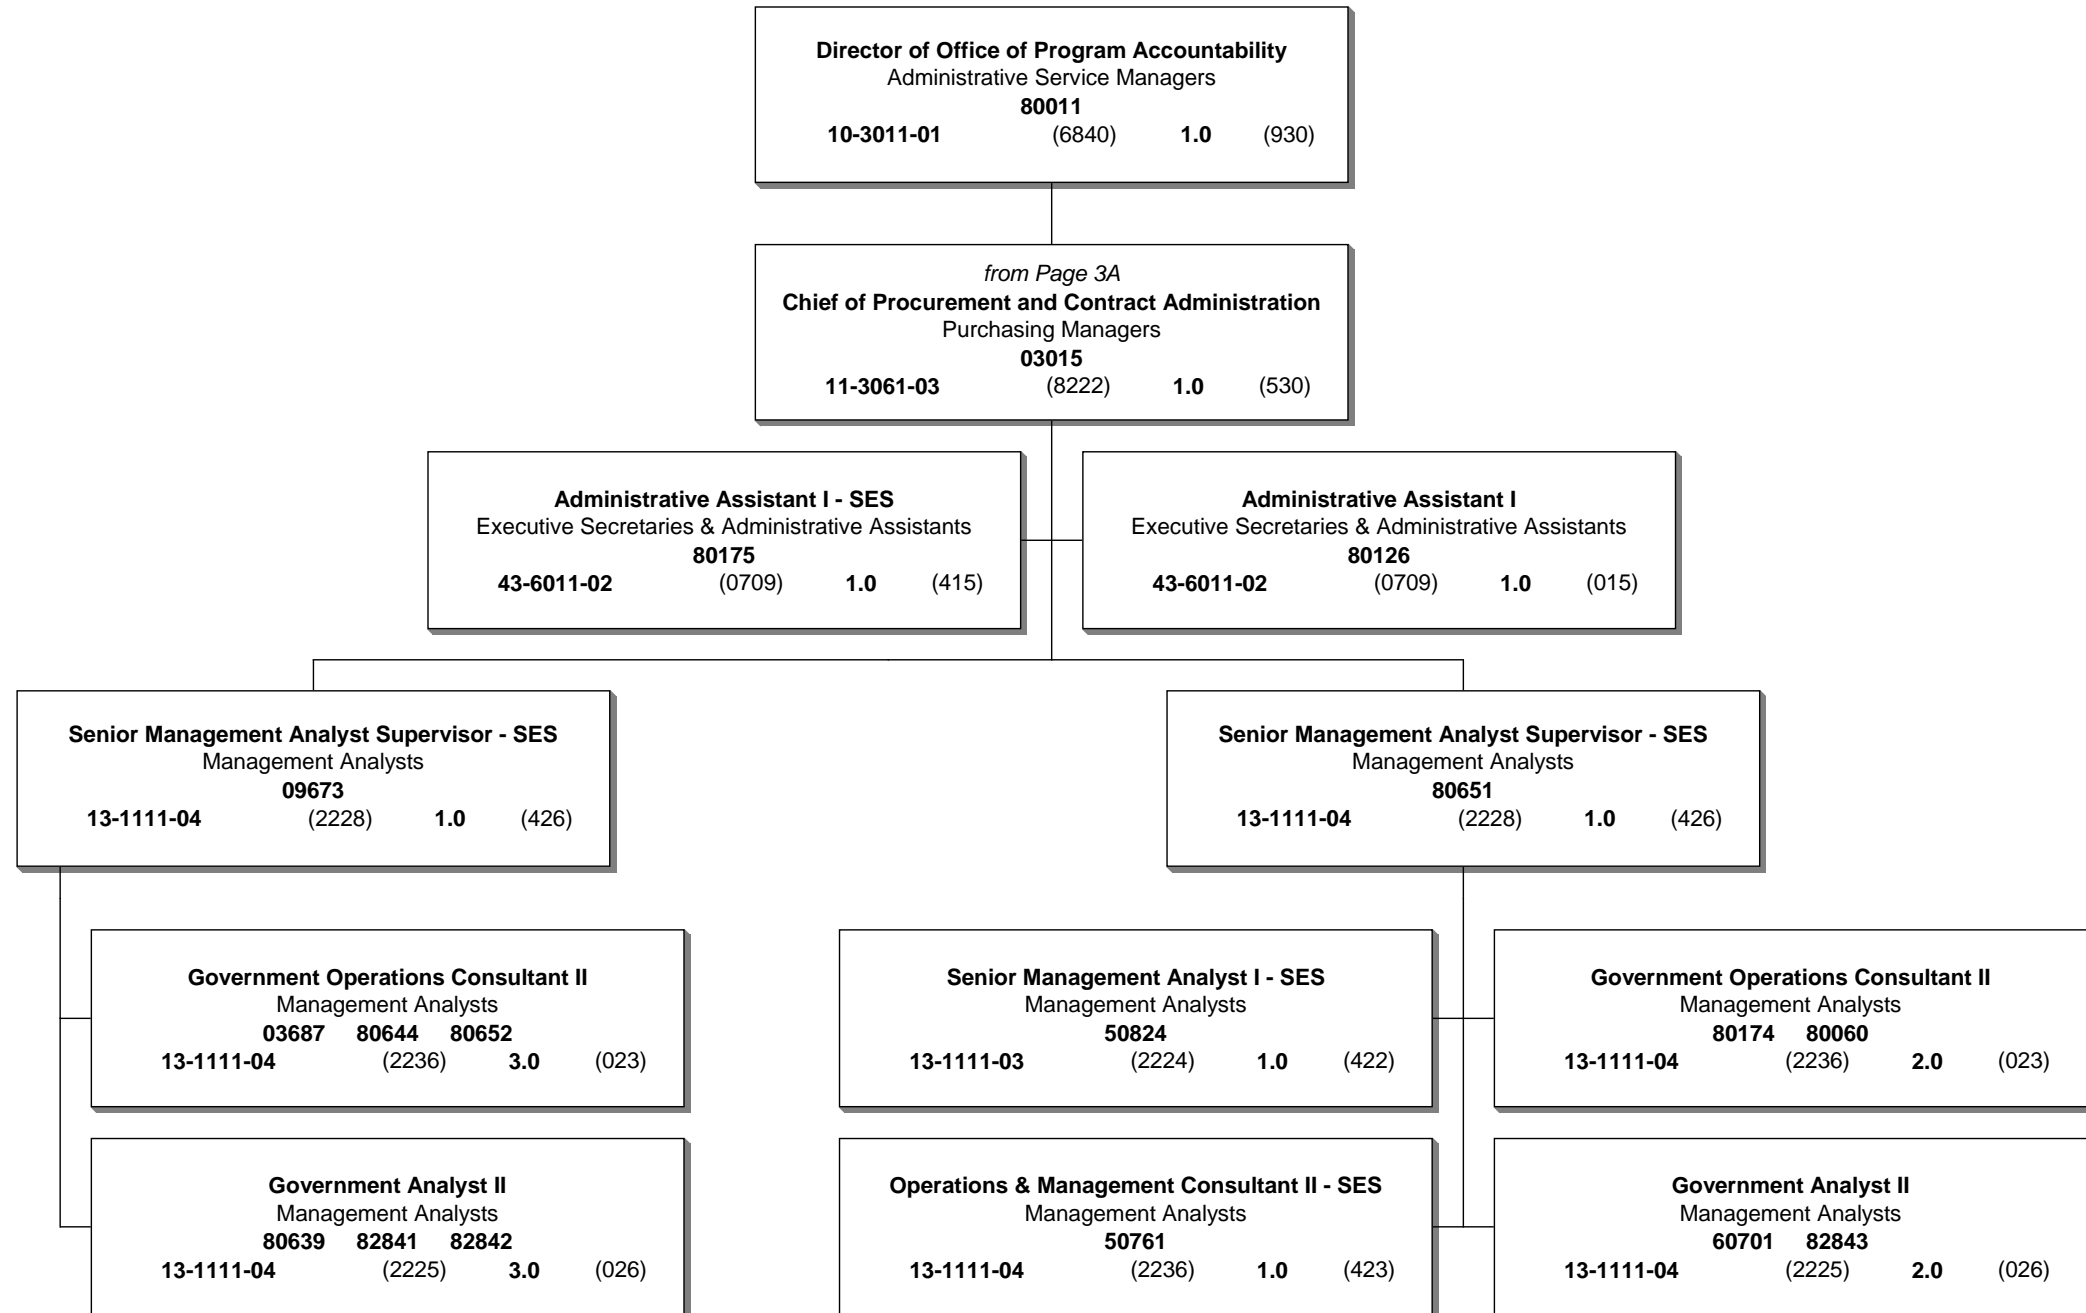 Director of Office of Program Accountability
Administrative Service Managers
80011
10-3011-01 (6840) 1.0 (930)
from Page 3A
Chief of Procurement and Contract Administration
Purchasing Managers
03015
11-3061-03 (8222) 1.0 (530)
Administrative Assistant I - SES
Executive Secretaries & Administrative Assistants
80175
43-6011-02 (0709) 1.0 (415)
Administrative Assistant I
Executive Secretaries & Administrative Assistants
80126
43-6011-02 (0709) 1.0 (015)
Senior Management Analyst Supervisor - SES
Management Analysts
09673
13-1111-04 (2228) 1.0 (426)
Senior Management Analyst Supervisor - SES
Management Analysts
80651
13-1111-04 (2228) 1.0 (426)
Government Operations Consultant II
Management Analysts
03687 80644 80652
13-1111-04 (2236) 3.0 (023)
Senior Management Analyst I - SES
Management Analysts
50824
13-1111-03 (2224) 1.0 (422)
Government Operations Consultant II
Management Analysts
80174 80060
13-1111-04 (2236) 2.0 (023)
Government Analyst II
Management Analysts
80639 82841 82842
13-1111-04 (2225) 3.0 (026)
Operations & Management Consultant II - SES
Management Analysts
50761
13-1111-04 (2236) 1.0 (423)
Government Analyst II
Management Analysts
60701 82843
13-1111-04 (2225) 2.0 (026)